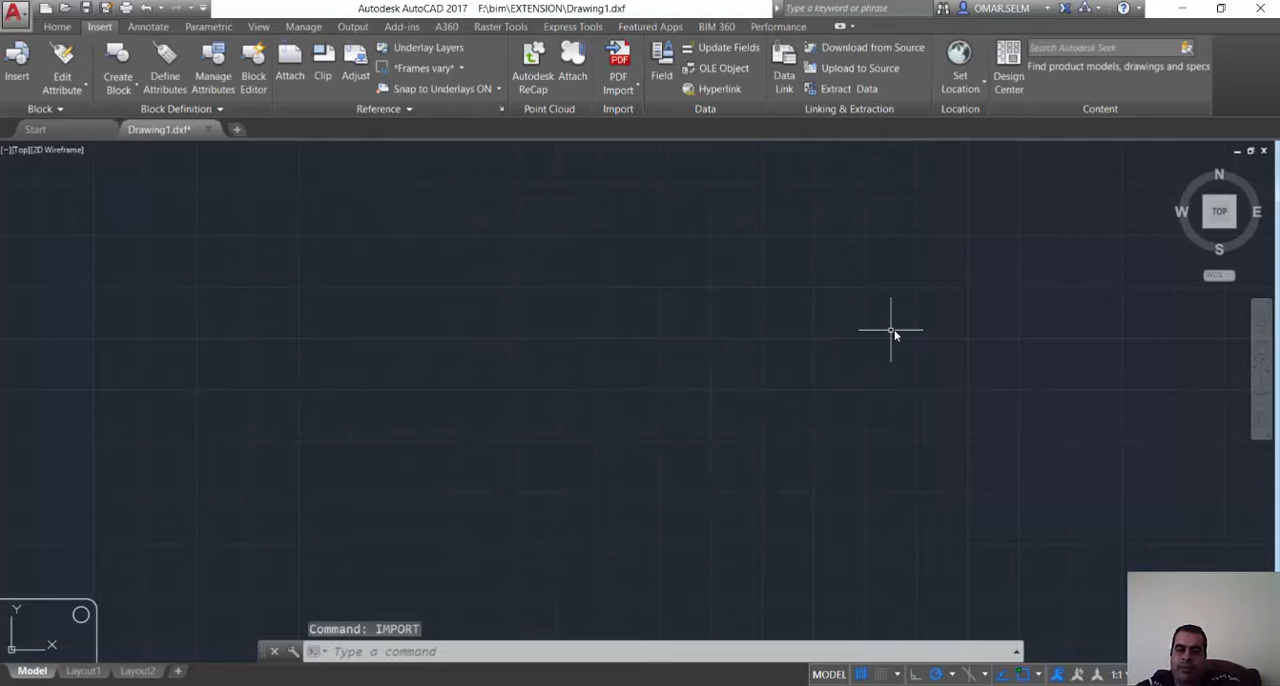 Autodesk AutoCAD 2017 F:\bim\EXTENSION\Drawing1.dxf
Type a keyword or phrase
OMAR.SELM
Home Insert Annotate Parametric View Manage Output Add-ins A360 Raster Tools Express Tools Featured Apps BIM 360 Performance
Insert
Edit Attribute
Create Block
Define Attributes
Manage Attributes
Block Editor
Attach
Clip
Adjust
Underlay Layers
*Frames vary*
Snap to Underlays ON
Autodesk ReCap
Attach
PDF
PDF Import
Field
Update Fields
OLE Object
Hyperlink
Data Link
Download from Source
Upload to Source
Extract Data
Set Location
Design Center
Search Autodesk Seek
Find product models, drawings and specs
Block
Block Definition
Reference
Point Cloud
Import
Data
Linking & Extraction
Location
Content
Start
Drawing1.dxf*
[−][Top][2D Wireframe]
N
W TOP E
S
WCS
Y
X
Command: IMPORT
Type a command
Model Layout1 Layout2 +
MODEL
1:1